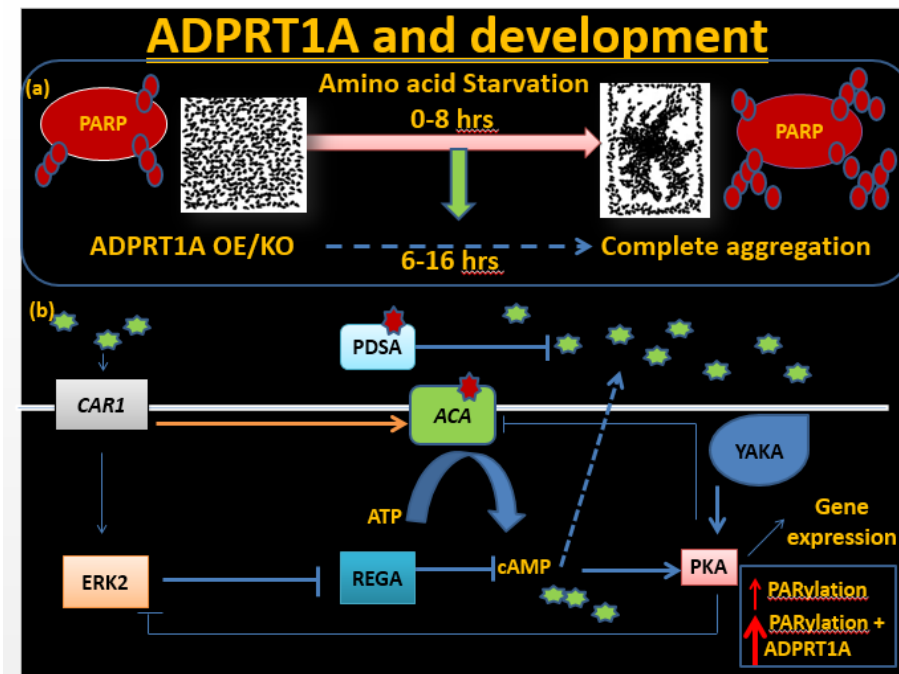 ADPRT1A and development
(a)
Amino acid Starvation
0-8 hrs
PARP
PARP
ADPRT1A OE/KO
6-16 hrs
Complete aggregation
(b)
PDSA
CAR1
ACA
YAKA
ATP
Gene
expression
ERK2
REGA
cAMP
PKA
PARylation
PARylation +
ADPRT1A